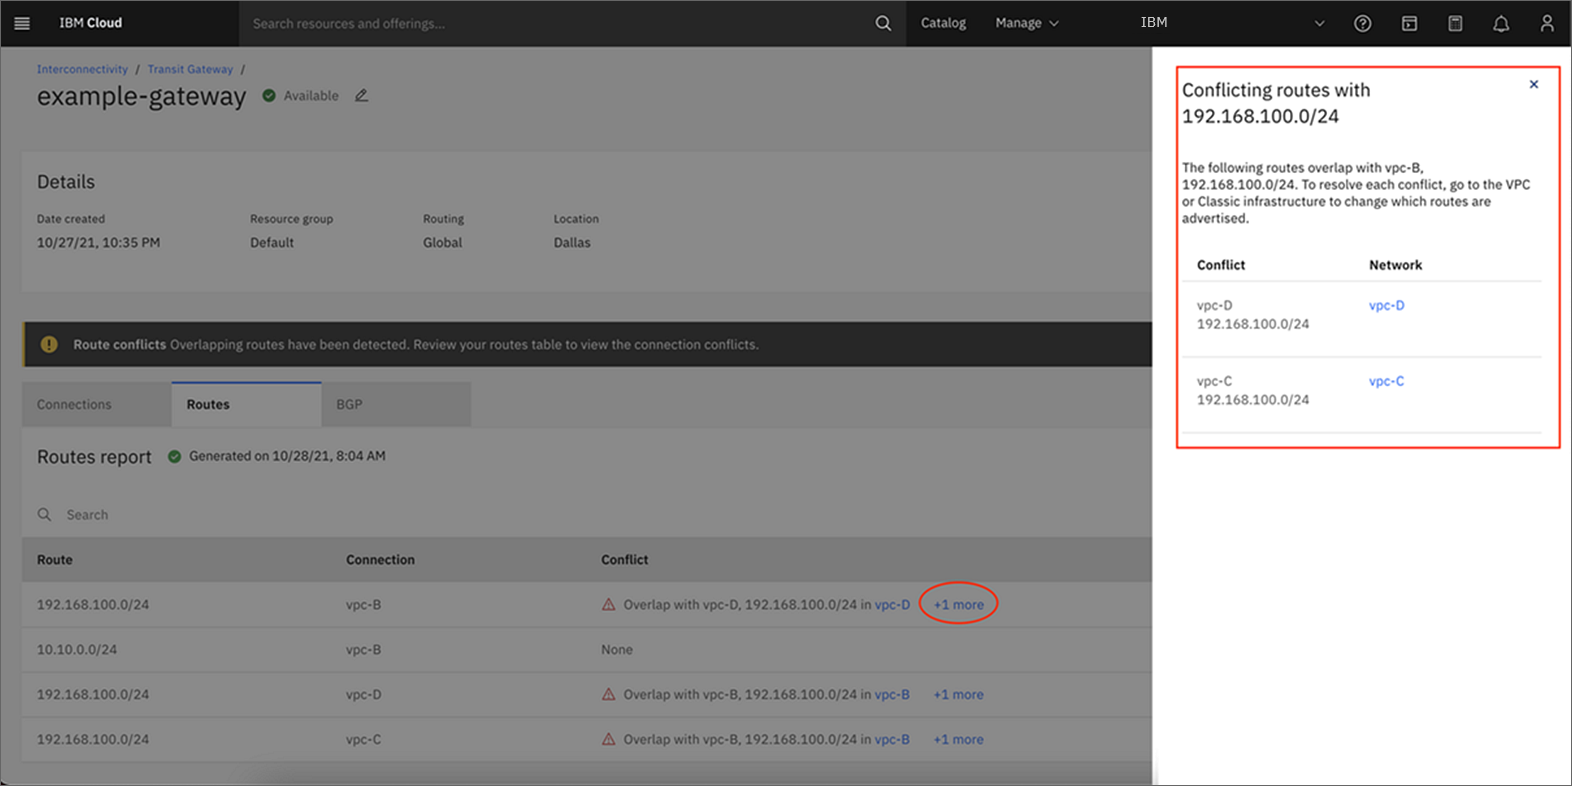 IBM Cloud
Search resources and offerings...
Catalog
Manage
IBM
Interconnectivity / Transit Gateway /
example-gateway
Available
Details
Date created
Resource group
Routing
Location
10/27/21, 10:35 PM
Default
Global
Dallas
Route conflicts Overlapping routes have been detected. Review your routes table to view the connection conflicts.
Connections
Routes
BGP
Routes report
Generated on 10/28/21, 8:04 AM
Search
Route
Connection
Conflict
192.168.100.0/24
vpc-B
Overlap with vpc-D, 192.168.100.0/24 in vpc-D
+1 more
10.10.0.0/24
vpc-B
None
192.168.100.0/24
vpc-D
Overlap with vpc-B, 192.168.100.0/24 in vpc-B
+1 more
192.168.100.0/24
vpc-C
Overlap with vpc-B, 192.168.100.0/24 in vpc-B
+1 more
Conflicting routes with
192.168.100.0/24
The following routes overlap with vpc-B,
192.168.100.0/24. To resolve each conflict, go to the VPC
or Classic infrastructure to change which routes are
advertised.
Conflict
Network
vpc-D
192.168.100.0/24
vpc-D
vpc-C
192.168.100.0/24
vpc-C